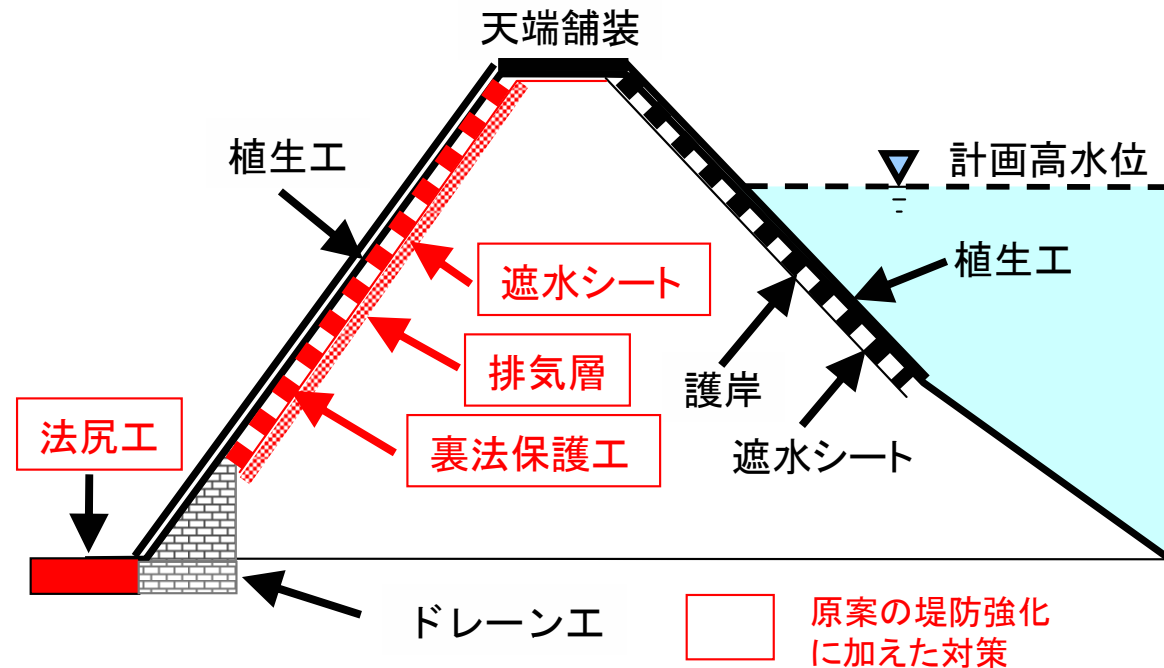 天端舗装
植生工
計画高水位
遮水シート
植生工
排気層
護岸
法尻工
裏法保護工
遮水シート
ドレーン工
原案の堤防強化
に加えた対策